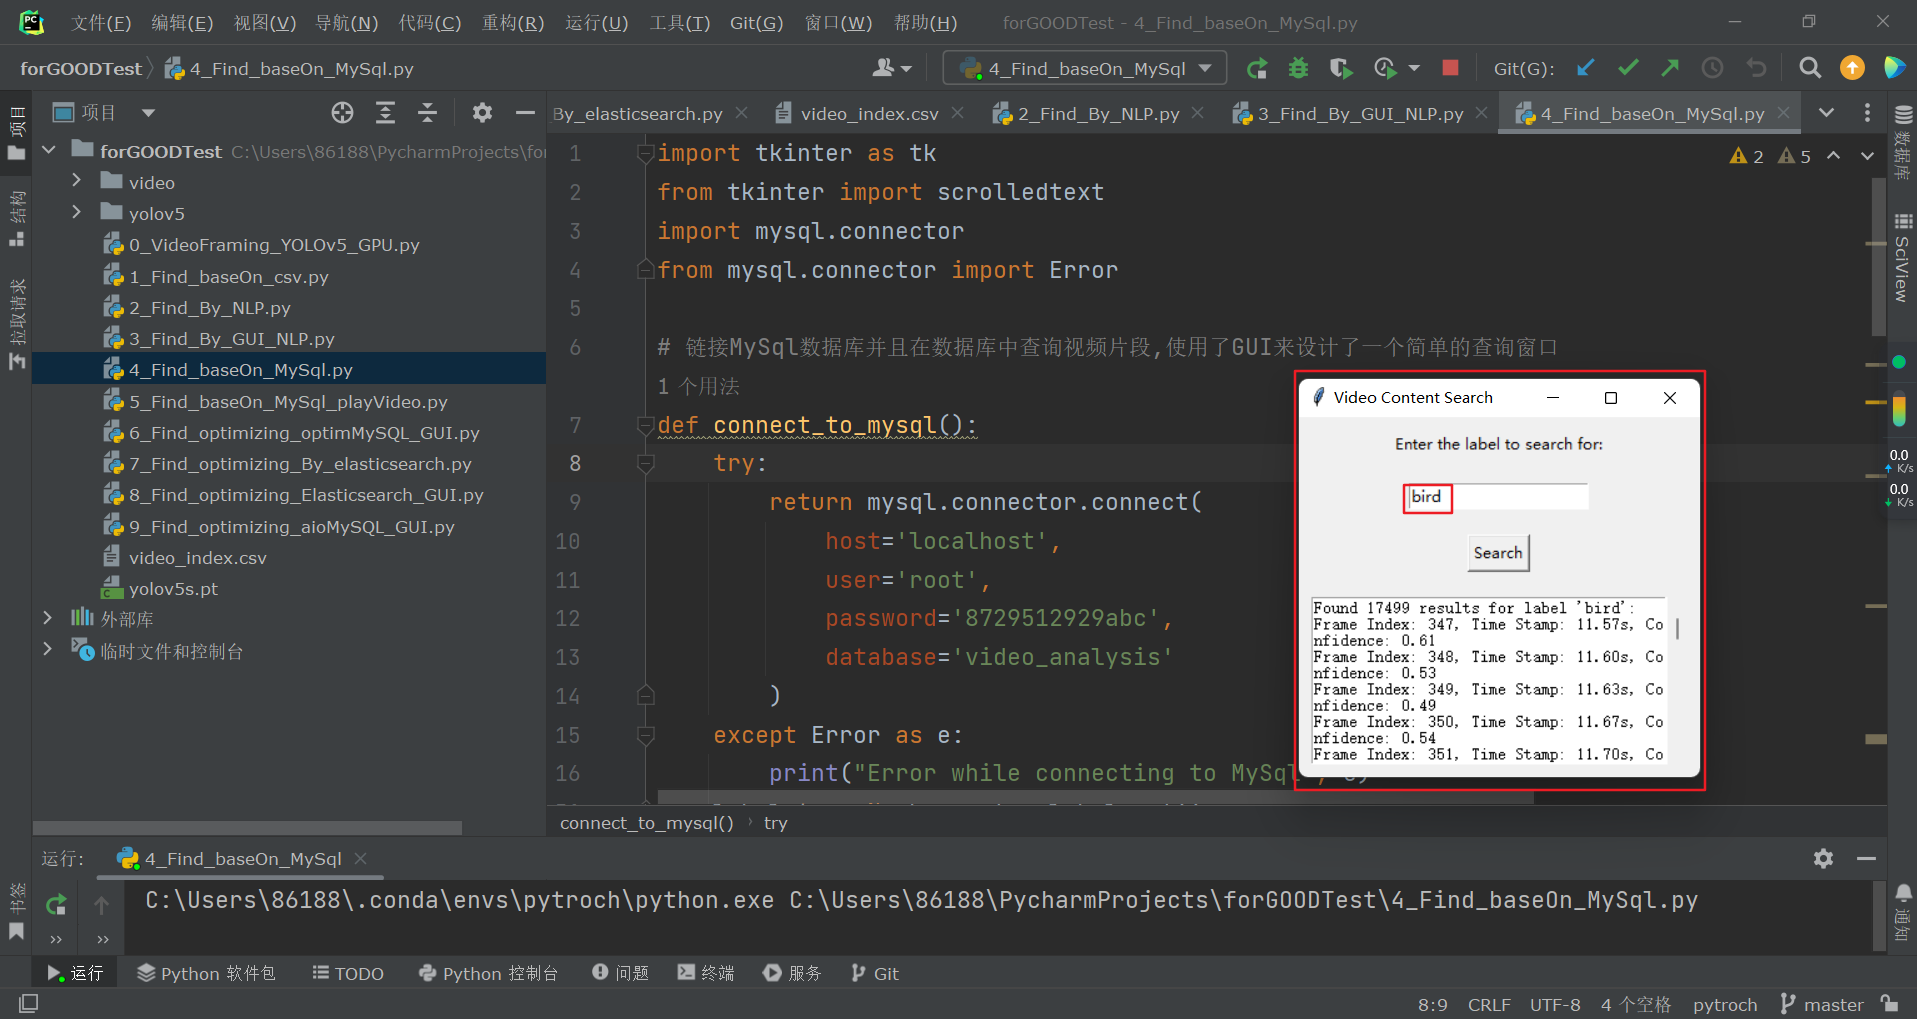 文件(F) 编辑(E) 视图(V) 导航(N) 代码(C) 重构(R) 运行(U) 工具(T) Git(G) 窗口(W) 帮助(H) forGOODTest - 4_Find_baseOn_MySql.py
forGOODTest 4_Find_baseOn_MySql.py 4_Find_baseOn_MySql Git(G):
项目
By_elasticsearch.py video_index.csv 2_Find_By_NLP.py 3_Find_By_GUI_NLP.py 4_Find_baseOn_MySql.py
项目
结构
拉取请求
书签
forGOODTest C:\Users\86188\PycharmProjects\for
video
yolov5
0_VideoFraming_YOLOv5_GPU.py
1_Find_baseOn_csv.py
2_Find_By_NLP.py
3_Find_By_GUI_NLP.py
4_Find_baseOn_MySql.py
5_Find_baseOn_MySql_playVideo.py
6_Find_optimizing_optimMySQL_GUI.py
7_Find_optimizing_By_elasticsearch.py
8_Find_optimizing_Elasticsearch_GUI.py
9_Find_optimizing_aioMySQL_GUI.py
video_index.csv
yolov5s.pt
外部库
临时文件和控制台
2 5
1 import tkinter as tk
2 from tkinter import scrolledtext
3 import mysql.connector
4 from mysql.connector import Error
5
6 # 链接MySql数据库并且在数据库中查询视频片段,使用了GUI来设计了一个简单的查询窗口
1 个用法
7 def connect_to_mysql():
8 try:
9 return mysql.connector.connect(
10 host='localhost',
11 user='root',
12 password='8729512929abc',
13 database='video_analysis'
14 )
15 except Error as e:
16 print("Error while connecting to MySql
connect_to_mysql() › try
Video Content Search
Enter the label to search for:
bird
Search
Found 17499 results for label 'bird':
Frame Index: 347, Time Stamp: 11.57s, Co
nfidence: 0.61
Frame Index: 348, Time Stamp: 11.60s, Co
nfidence: 0.53
Frame Index: 349, Time Stamp: 11.63s, Co
nfidence: 0.49
Frame Index: 350, Time Stamp: 11.67s, Co
nfidence: 0.54
Frame Index: 351, Time Stamp: 11.70s, Co
数据库
SciView
0.0
K/s
0.0
K/s
通知
运行: 4_Find_baseOn_MySql
C:\Users\86188\.conda\envs\pytroch\python.exe C:\Users\86188\PycharmProjects\forGOODTest\4_Find_baseOn_MySql.py
运行 Python 软件包 TODO Python 控制台 问题 终端 服务 Git
8:9 CRLF UTF-8 4 个空格 pytroch master